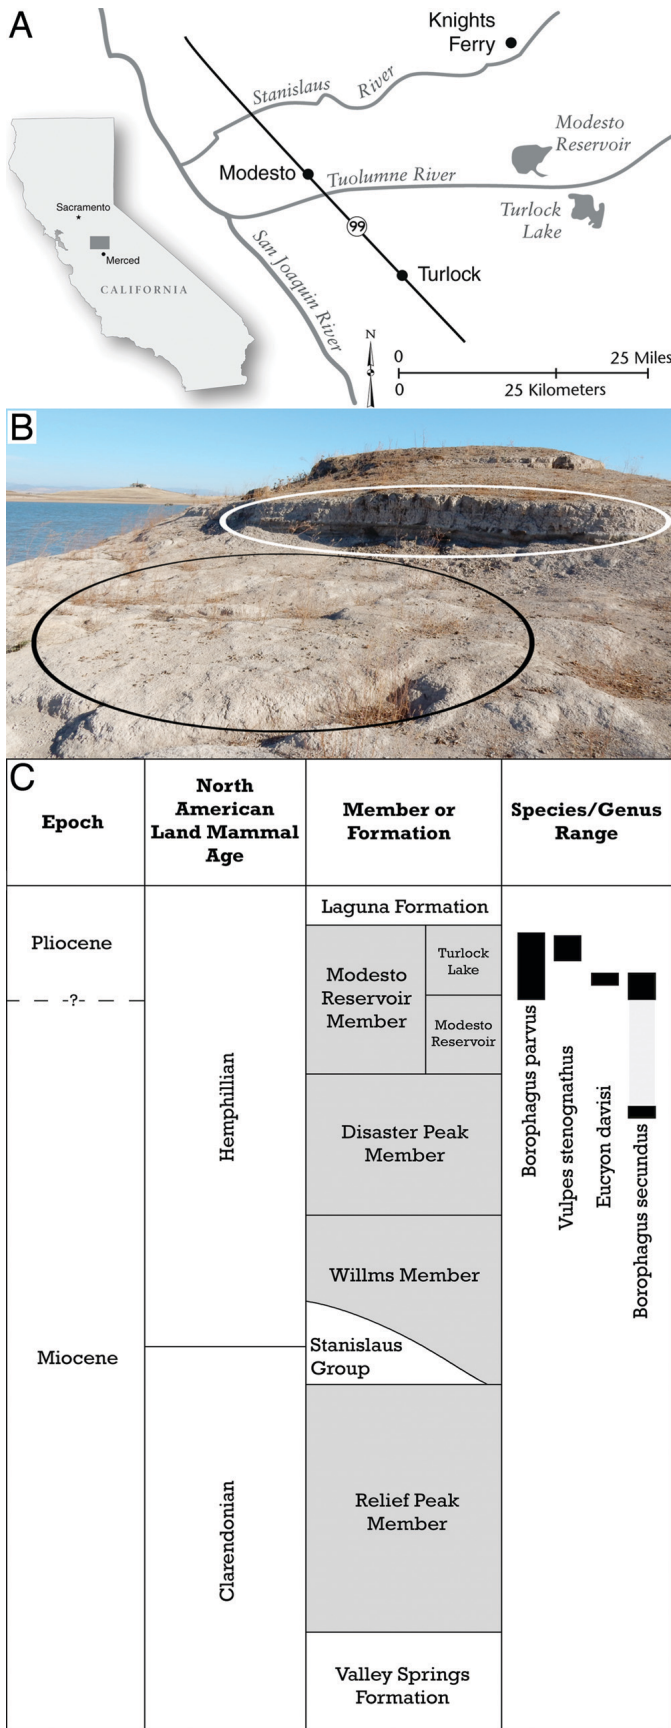 A
Knights
Ferry
Stanislaus River
Modesto
Reservoir
Modesto
Tuolumne River
Turlock
Lake
99
Turlock
San Joaquin River
Sacramento
Merced
CALIFORNIA
N
0
25 Miles
0
25 Kilometers
B
C
Epoch
North
American
Land Mammal
Age
Member or
Formation
Species/Genus
Range
Laguna Formation
Pliocene
-?-
Modesto
Reservoir
Member
Turlock
Lake
Modesto
Reservoir
Hemphillian
Disaster Peak
Member
Willms Member
Stanislaus
Group
Miocene
Clarendonian
Relief Peak
Member
Valley Springs
Formation
Borophagus parvus
Vulpes stenognathus
Eucyon davisi
Borophagus secundus